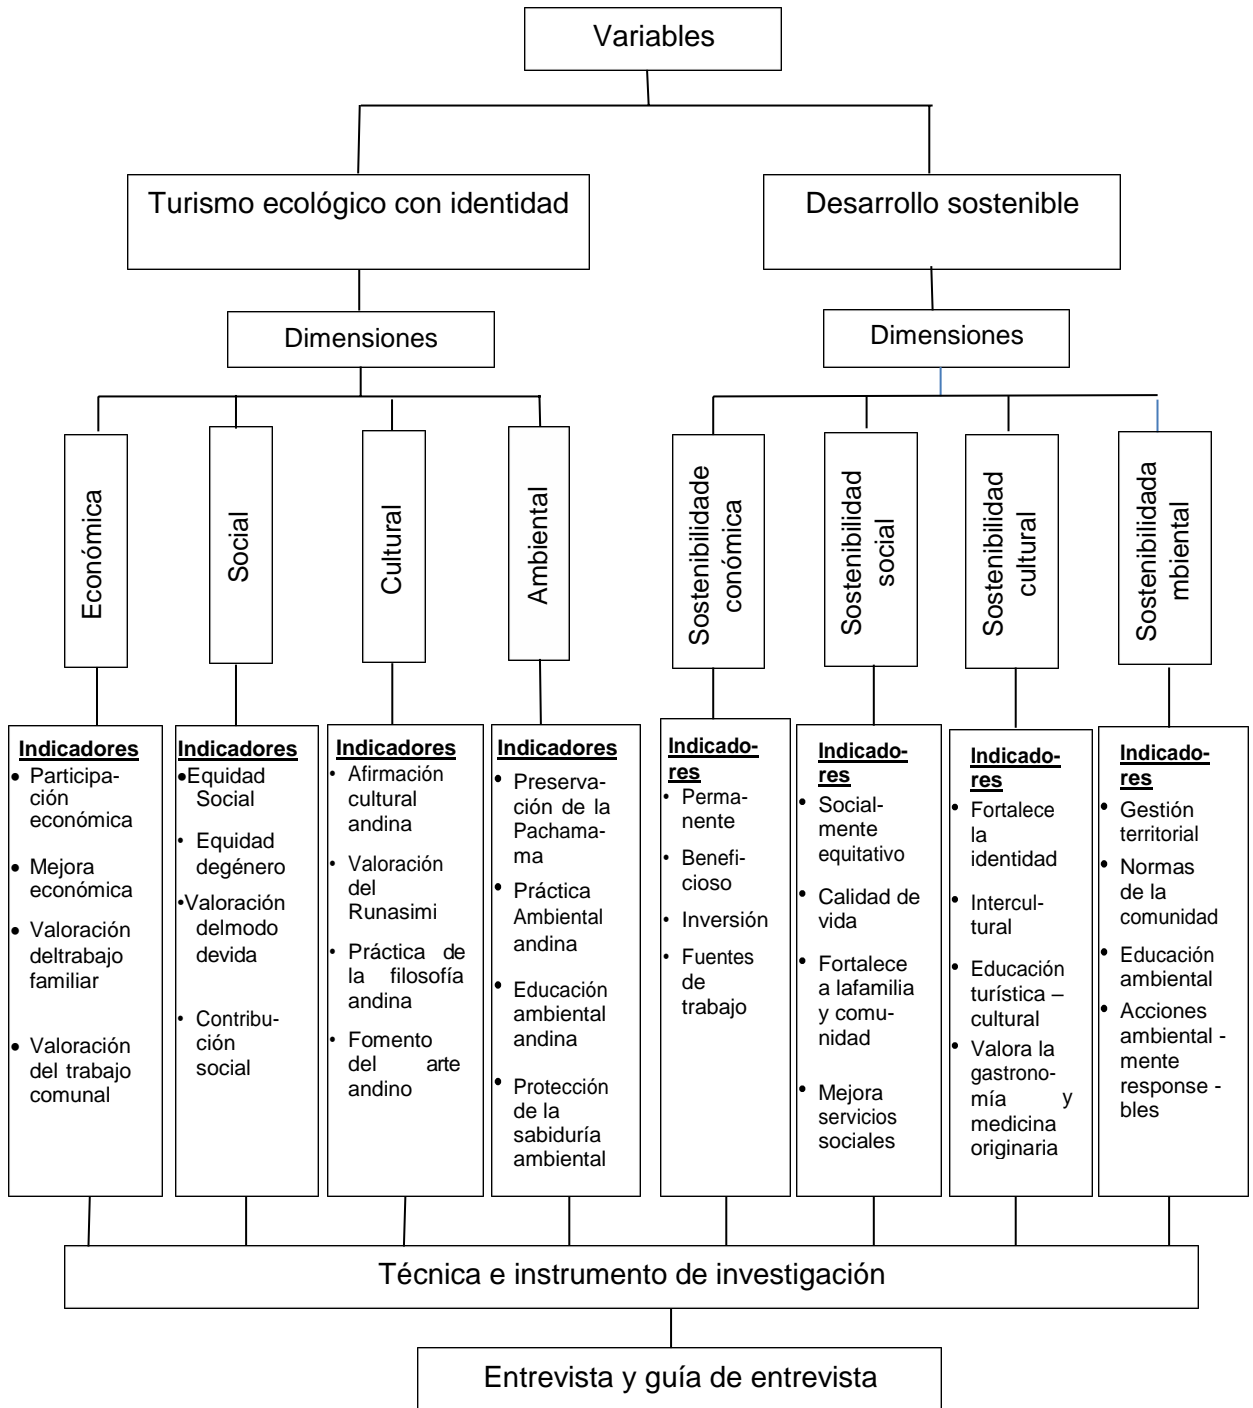 Variables
Turismo ecológico con identidad
Desarrollo sostenible
Dimensiones
Dimensiones
Económica
Social
Cultural
Ambiental
Sostenibilidade
conómica
Sostenibilidad
social
Sostenibilidad
cultural
Sostenibilidada
mbiental
Indicadores
• Participa-
ción
económica
• Mejora
económica
• Valoración
deltrabajo
familiar
• Valoración
del trabajo
comunal
Indicadores
•Equidad
Social
• Equidad
degénero
•Valoración
delmodo
devida
• Contribu-
ción
social
Indicadores
• Afirmación
cultural
andina
• Valoración
del
Runasimi
• Práctica de
la filosofía
andina
• Fomento
del arte
andino
Indicadores
• Preserva-
ción de la
Pachama-
ma
• Práctica
Ambiental
andina
• Educación
ambiental
andina
• Protección
de la
sabiduría
ambiental
Indicado-
res
• Perma-
nente
• Benefi-
cioso
• Inversión
• Fuentes
de
trabajo
Indicado-
res
• Social-
mente
equitativo
• Calidad de
vida
• Fortalece
a lafamilia
y comu-
nidad
• Mejora
servicios
sociales
Indicado-
res
• Fortalece
la
identidad
• Intercul-
tural
• Educación
turística –
cultural
• Valora la
gastrono-
mía y
medicina
originaria
Indicado-
res
• Gestión
territorial
• Normas
de la
comunidad
• Educación
ambiental
• Acciones
ambiental -
mente
response -
bles
Técnica e instrumento de investigación
Entrevista y guía de entrevista